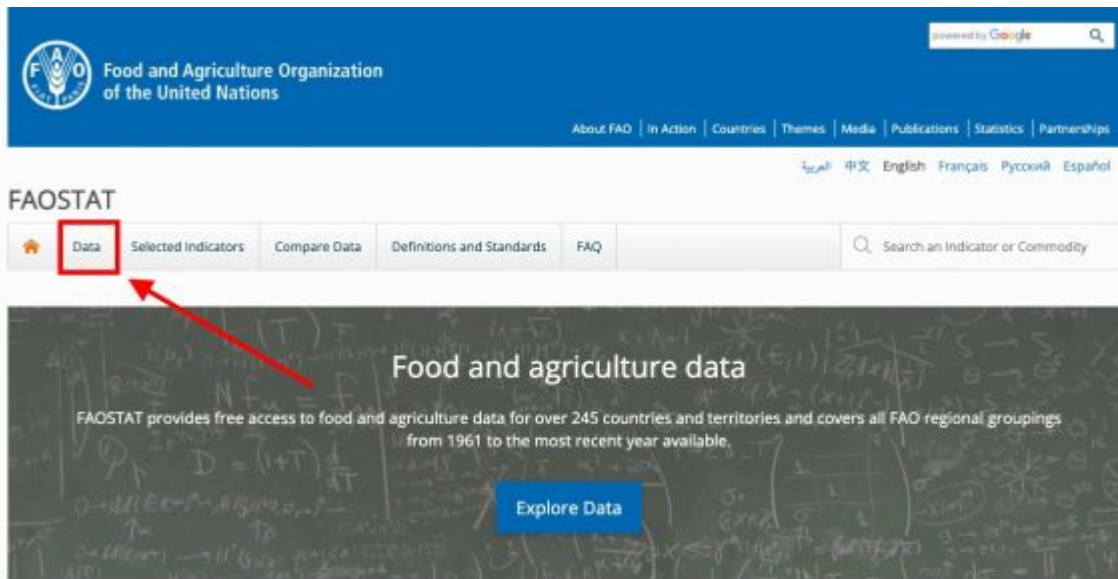 powered by Google
FAO
FIAT PANIS
Food and Agriculture Organization
of the United Nations
About FAO | In Action | Countries | Themes | Media | Publications | Statistics | Partnerships
العربية 中文 English Français Русский Español
FAOSTAT
Data Selected Indicators Compare Data Definitions and Standards FAQ Search an Indicator or Commodity
Food and agriculture data
FAOSTAT provides free access to food and agriculture data for over 245 countries and territories and covers all FAO regional groupings
from 1961 to the most recent year available.
Explore Data